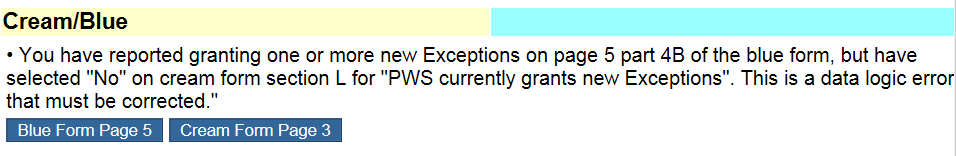 Cream/Blue
• You have reported granting one or more new Exceptions on page 5 part 4B of the blue form, but have
selected "No" on cream form section L for "PWS currently grants new Exceptions". This is a data logic error
that must be corrected."
Blue Form Page 5 Cream Form Page 3